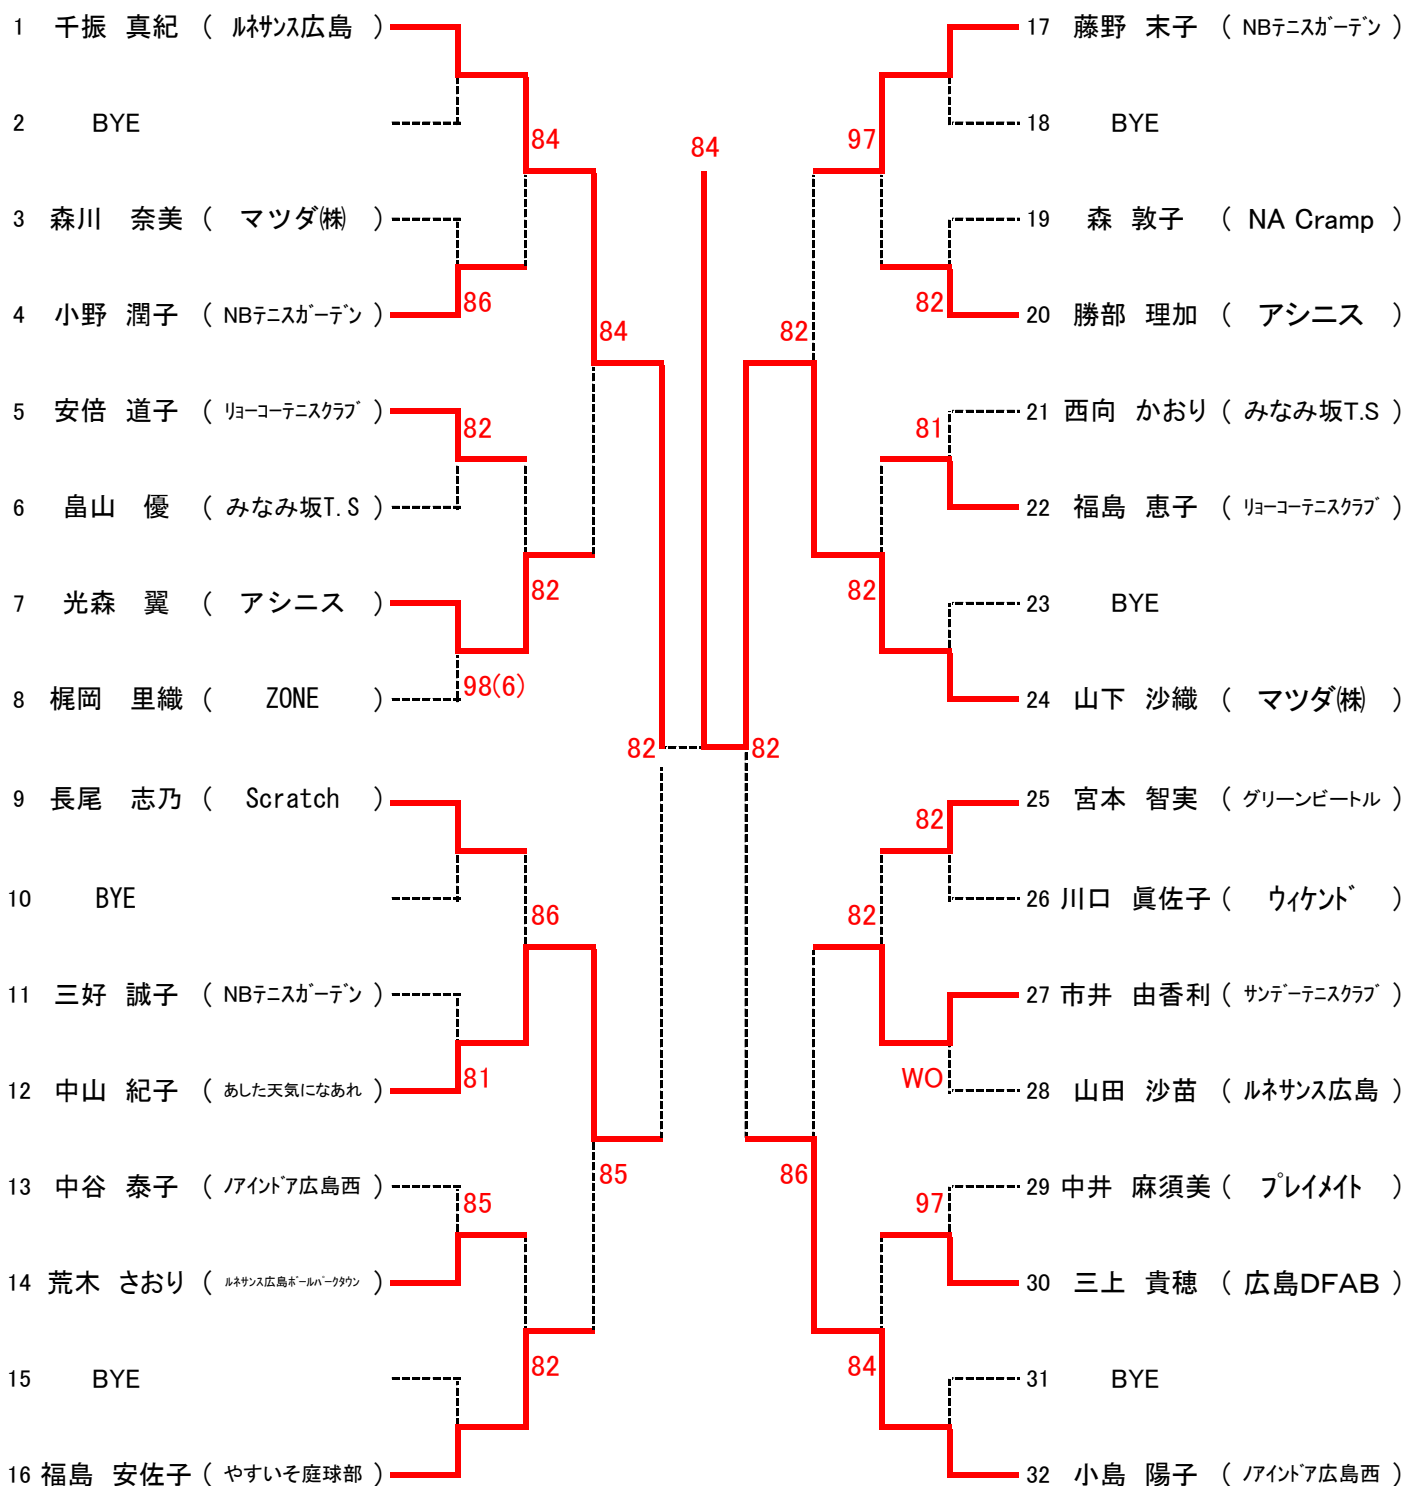 1 千振 真紀 ( ﾙﾈｻﾝｽ広島 )
2 BYE
84
3 森川 奈美 ( マツダ㈱ )
4 小野 潤子 ( NBﾃﾆｽｶﾞｰﾃﾞﾝ )
86
84
5 安倍 道子 ( ﾘｮｰｺｰﾃﾆｽｸﾗﾌﾞ )
82
6 畠山 優 ( みなみ坂T.S )
7 光森 翼 ( アシニス )
82
8 梶岡 里織 ( ZONE )
98(6)
82
9 長尾 志乃 ( Scratch )
10 BYE
86
11 三好 誠子 ( NBﾃﾆｽｶﾞｰﾃﾞﾝ )
12 中山 紀子 ( あした天気になあれ )
81
85
13 中谷 泰子 ( ﾉｱｲﾝﾄﾞｱ広島西 )
85
14 荒木 さおり ( ﾙﾈｻﾝｽ広島ﾎﾞｰﾙﾊﾟｰｸﾀｳﾝ )
15 BYE
82
16 福島 安佐子 ( やすいそ庭球部 )
84
17 藤野 末子 ( NBﾃﾆｽｶﾞｰﾃﾞﾝ )
18 BYE
97
19 森 敦子 ( NA Cramp )
82
20 勝部 理加 ( アシニス )
82
21 西向 かおり ( みなみ坂T.S )
81
22 福島 恵子 ( ﾘｮｰｺｰﾃﾆｽｸﾗﾌﾞ )
82
23 BYE
24 山下 沙織 ( マツダ㈱ )
82
25 宮本 智実 ( グリーンビートル )
82
26 川口 眞佐子 ( ｳｨｹﾝﾄﾞ )
82
27 市井 由香利 ( ｻﾝﾃﾞｰﾃﾆｽｸﾗﾌﾞ )
WO
28 山田 沙苗 ( ﾙﾈｻﾝｽ広島 )
86
29 中井 麻須美 ( ﾌﾟﾚｲﾒｲﾄ )
97
30 三上 貴穂 ( 広島DFAB )
84
31 BYE
32 小島 陽子 ( ﾉｱｲﾝﾄﾞｱ広島西 )